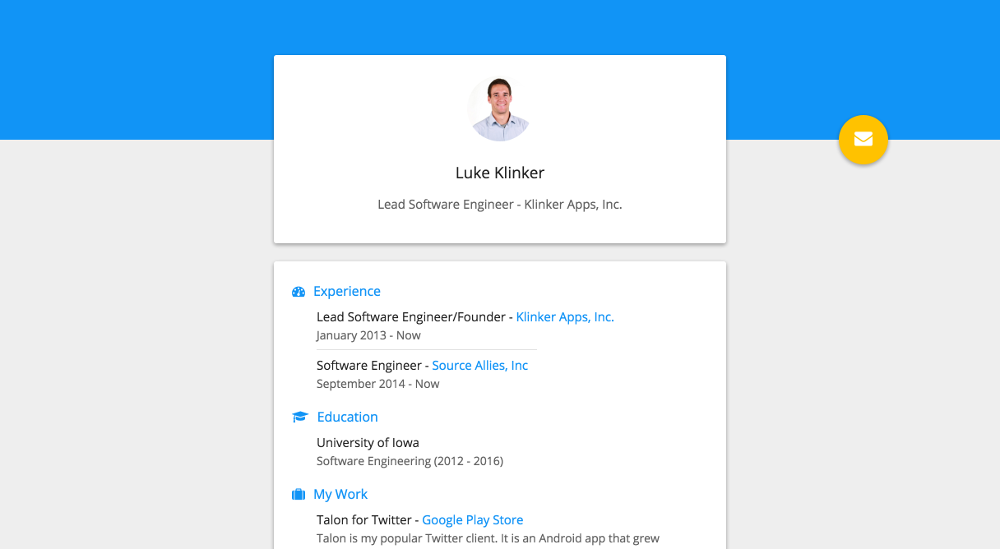 Luke Klinker
Lead Software Engineer - Klinker Apps, Inc.
Experience
Lead Software Engineer/Founder - Klinker Apps, Inc.
January 2013 - Now
Software Engineer - Source Allies, Inc
September 2014 - Now
Education
University of Iowa
Software Engineering (2012 - 2016)
My Work
Talon for Twitter - Google Play Store
Talon is my popular Twitter client. It is an Android app that grew